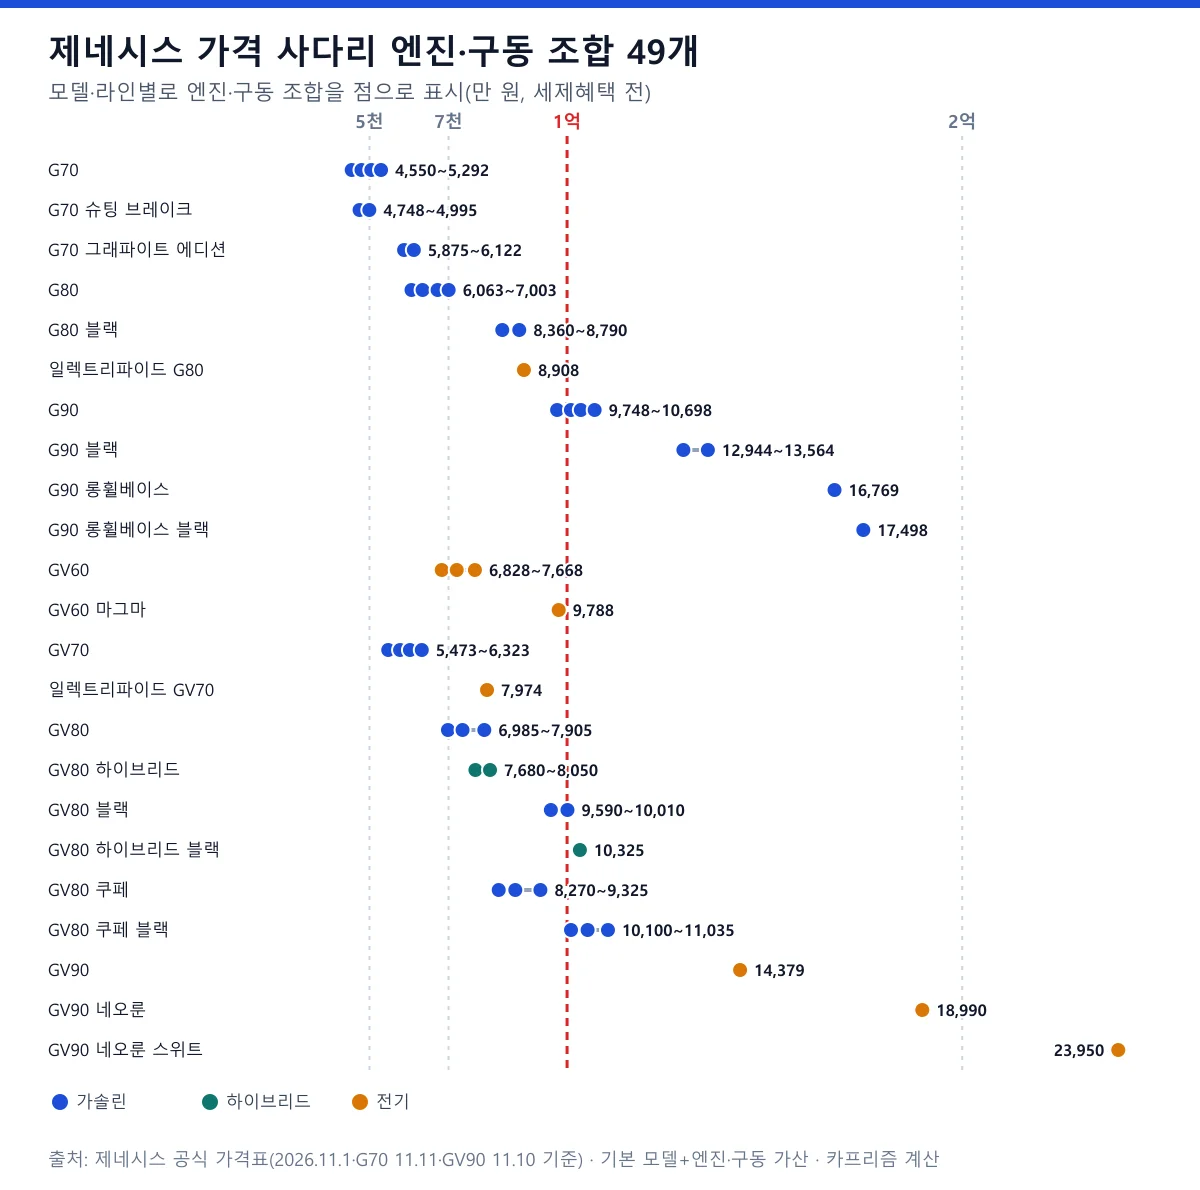 제네시스 가격 사다리 엔진·구동 조합 49개
모델·라인별로 엔진·구동 조합을 점으로 표시(만 원, 세제혜택 전)
5천 7천 1억 2억
G70 4,550~5,292
G70 슈팅 브레이크 4,748~4,995
G70 그래파이트 에디션 5,875~6,122
G80 6,063~7,003
G80 블랙 8,360~8,790
일렉트리파이드 G80 8,908
G90 9,748~10,698
G90 블랙 12,944~13,564
G90 롱휠베이스 16,769
G90 롱휠베이스 블랙 17,498
GV60 6,828~7,668
GV60 마그마 9,788
GV70 5,473~6,323
일렉트리파이드 GV70 7,974
GV80 6,985~7,905
GV80 하이브리드 7,680~8,050
GV80 블랙 9,590~10,010
GV80 하이브리드 블랙 10,325
GV80 쿠페 8,270~9,325
GV80 쿠페 블랙 10,100~11,035
GV90 14,379
GV90 네오룬 18,990
GV90 네오룬 스위트 23,950
가솔린 하이브리드 전기
출처: 제네시스 공식 가격표(2026.11.1·G70 11.11·GV90 11.10 기준) · 기본 모델+엔진·구동 가산 · 카프리즘 계산